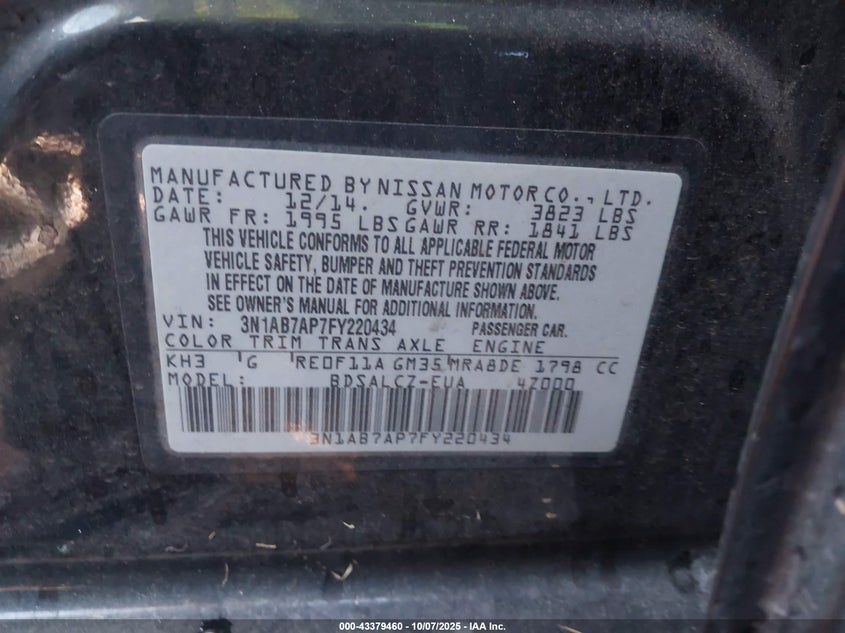 MANUFACTURED BY NISSAN MOTOR CO., LTD.
DATE: 12/14. GVWR: 3823 LBS
GAWR FR: 1995 LBS GAWR RR: 1841 LBS
THIS VEHICLE CONFORMS TO ALL APPLICABLE FEDERAL MOTOR
VEHICLE SAFETY, BUMPER AND THEFT PREVENTION STANDARDS
IN EFFECT ON THE DATE OF MANUFACTURE SHOWN ABOVE.
SEE OWNER'S MANUAL FOR ADDITIONAL INFORMATION.
VIN: 3N1AB7AP7FY220434 PASSENGER CAR.
COLOR TRIM TRANS AXLE ENGINE
KH3 G RE0F11A GM35 MRA8DE 1798 CC
MODEL: BDSALCZ-EUA 4Z000
3N1AB7AP7FY220434
000-43379460 - 10/07/2025 - IAA Inc.